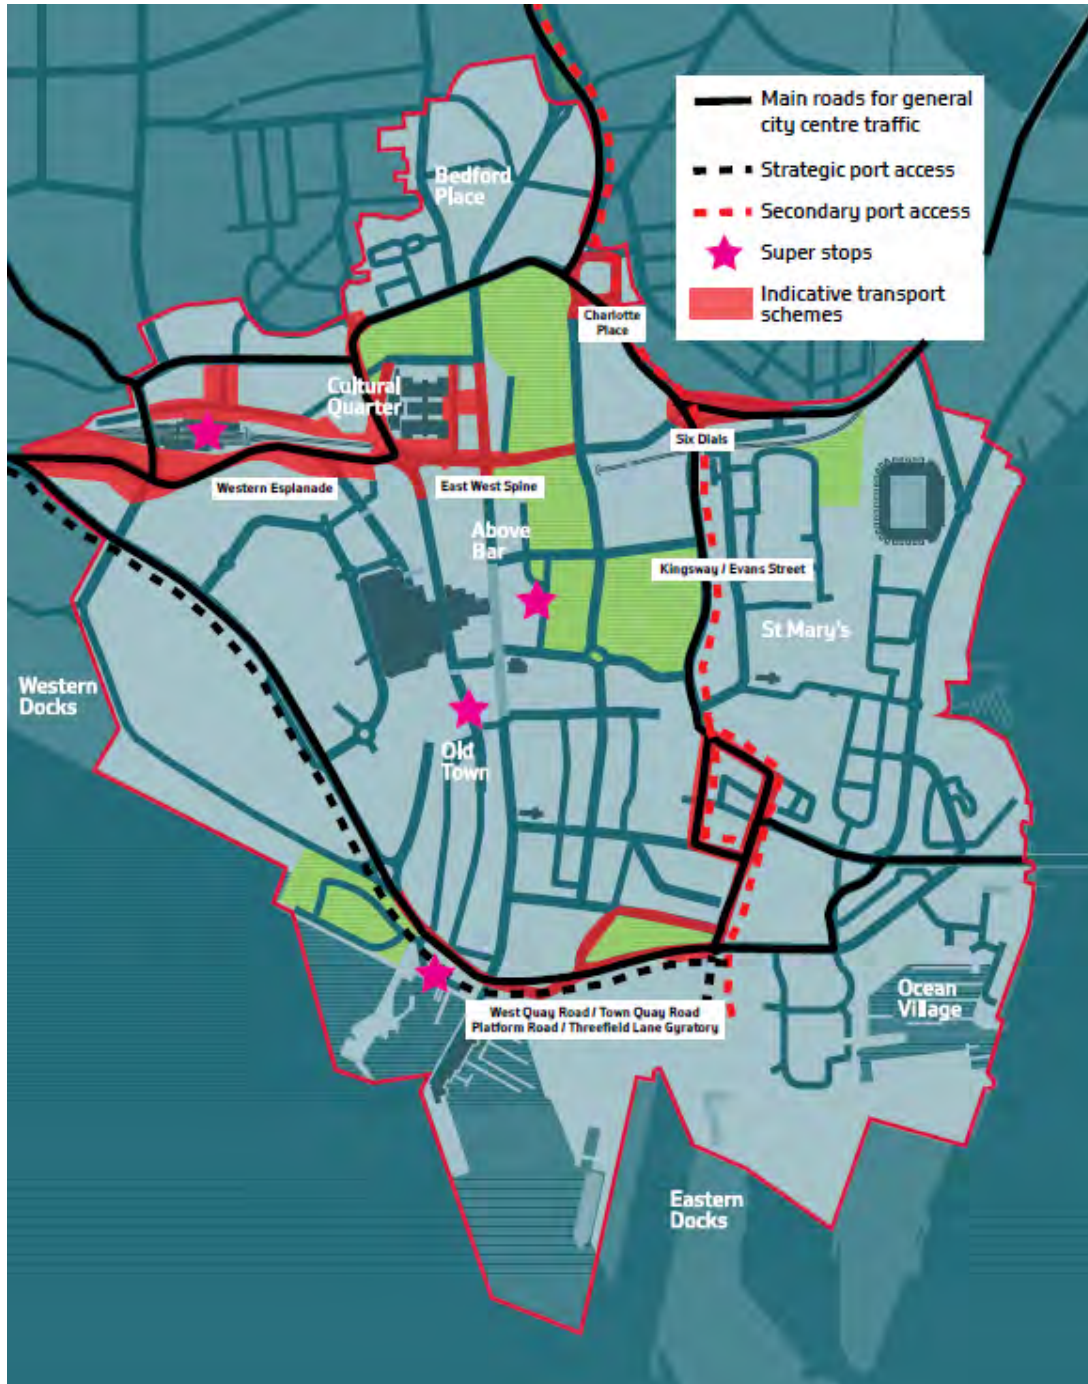 Main roads for general
city centre traffic
Strategic port access
Secondary port access
Super stops
Indicative transport
schemes
Bedford
Place
Charlotte
Place
Cultural
Quarter
Six Dials
Western Esplanade
East West Spine
Above
Bar
Kingsway / Evans Street
St Mary's
Western
Docks
Old
Town
Ocean
Village
West Quay Road / Town Quay Road
Platform Road / Threefield Lane Gyratory
Eastern
Docks